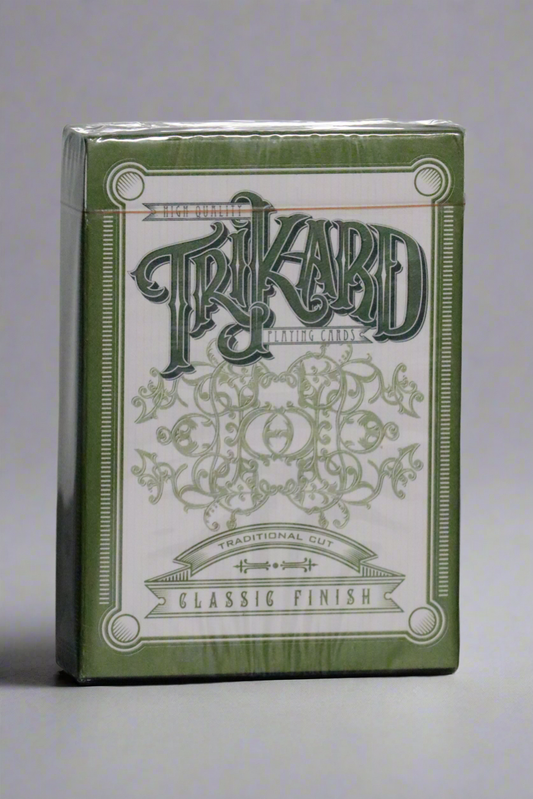 HIGH QUALITY
TRIKARD
PLAYING CARDS
TRADITIONAL CUT
CLASSIC FINISH